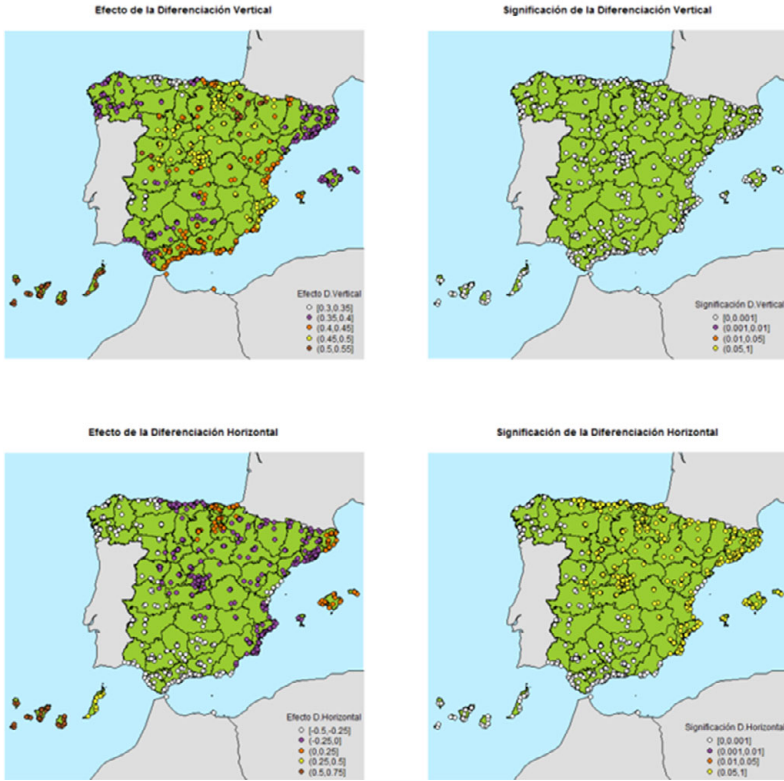 Efecto de la Diferenciación Vertical
Significación de la Diferenciación Vertical
Efecto D.Vertical
[0.3,0.35]
(0.35,0.4]
(0.4,0.45]
(0.45,0.5]
(0.5,0.55]
Significación D.Vertical
[0,0.001]
(0.001,0.01]
(0.01,0.05]
(0.05,1]
Efecto de la Diferenciación Horizontal
Significación de la Diferenciación Horizontal
Efecto D.Horizontal
[-0.5,-0.25]
(-0.25,0]
(0,0.25]
(0.25,0.5]
(0.5,0.75]
Significación D.Horizontal
[0,0.001]
(0.001,0.01]
(0.01,0.05]
(0.05,1]